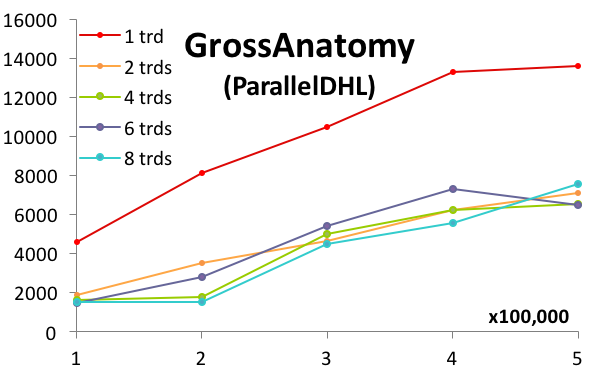 16000
14000
12000
10000
8000
6000
4000
2000
0
1 trd
2 trds
4 trds
6 trds
8 trds
GrossAnatomy
(ParallelDHL)
x100,000
1 2 3 4 5